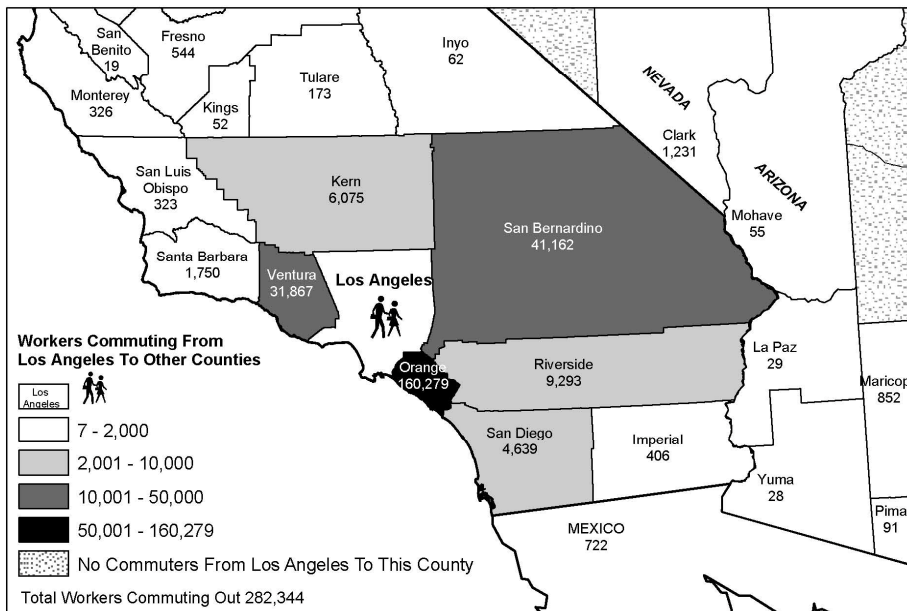 San
Benito
19
Fresno
544
Inyo
62
Tulare
173
Monterey
326
Kings
52
NEVADA
Clark
1,231
ARIZONA
San Luis
Obispo
323
Kern
6,075
San Bernardino
41,162
Mohave
55
Santa Barbara
1,750
Ventura
31,867
Los Angeles
Workers Commuting From
Los Angeles To Other Counties
Los
Angeles
7 - 2,000
2,001 - 10,000
10,001 - 50,000
50,001 - 160,279
No Commuters From Los Angeles To This County
Total Workers Commuting Out 282,344
Orange
160,279
Riverside
9,293
La Paz
29
Maricop
852
San Diego
4,639
Imperial
406
Yuma
28
Pima
91
MEXICO
722